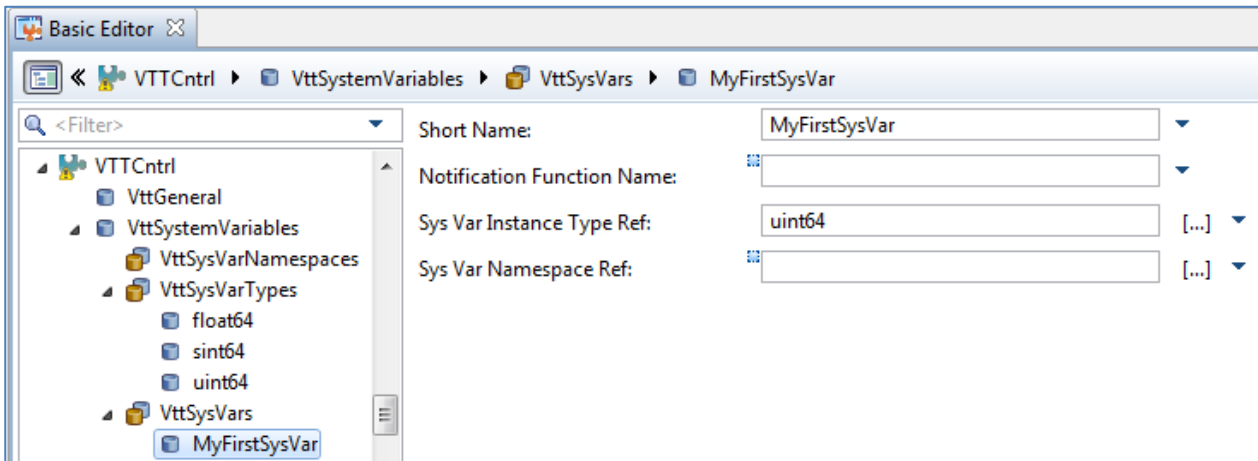 Basic Editor
VTTCntrl VttSystemVariables VttSysVars MyFirstSysVar
<Filter>
VTTCntrl
VttGeneral
VttSystemVariables
VttSysVarNamespaces
VttSysVarTypes
float64
sint64
uint64
VttSysVars
MyFirstSysVar
Short Name: MyFirstSysVar
Notification Function Name:
Sys Var Instance Type Ref: uint64 [...]
Sys Var Namespace Ref: [...]